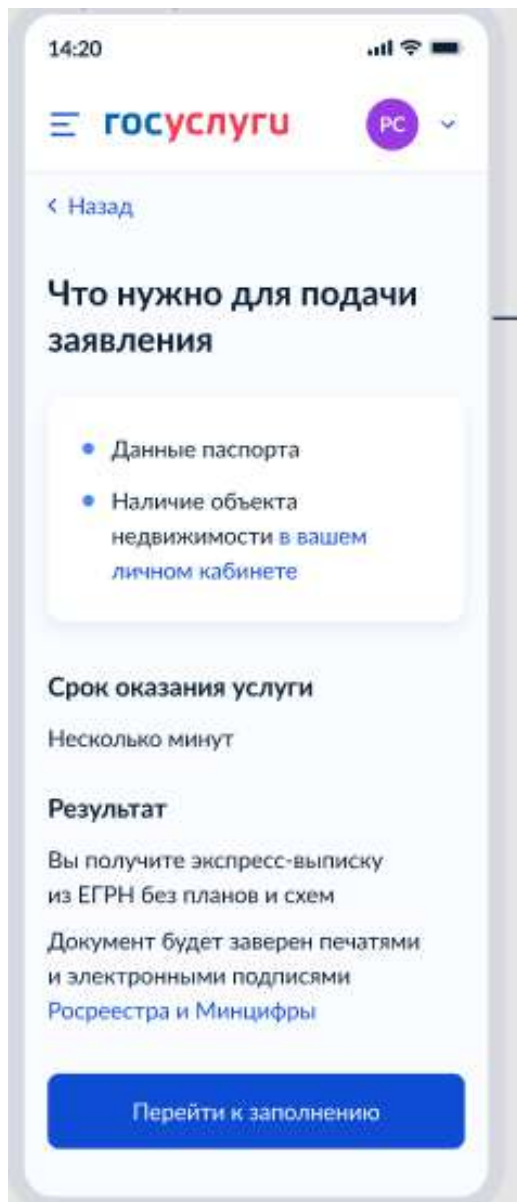 14:20
госуслуги
РС
Назад
Что нужно для подачи
заявления
Данные паспорта
Наличие объекта
недвижимости в вашем
личном кабинете
Срок оказания услуги
Несколько минут
Результат
Вы получите экспресс-выписку
из ЕГРН без планов и схем
Документ будет заверен печатями
и электронными подписями
Росреестра и Минцифры
Перейти к заполнению